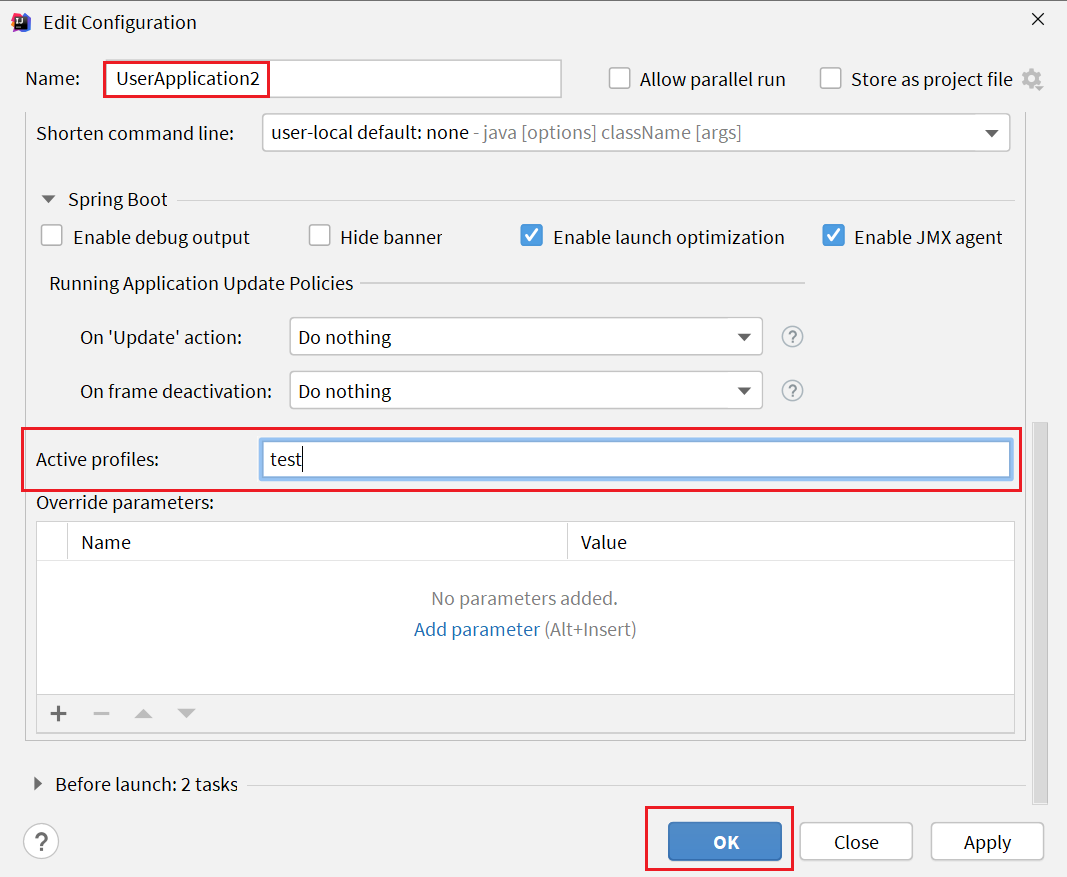 Edit Configuration
Name: UserApplication2 Allow parallel run Store as project file
Shorten command line: user-local default: none - java [options] className [args]
Spring Boot
Enable debug output Hide banner Enable launch optimization Enable JMX agent
Running Application Update Policies
On 'Update' action: Do nothing ?
On frame deactivation: Do nothing ?
Active profiles: test
Override parameters:
Name Value
No parameters added.
Add parameter (Alt+Insert)
Before launch: 2 tasks
? OK Close Apply